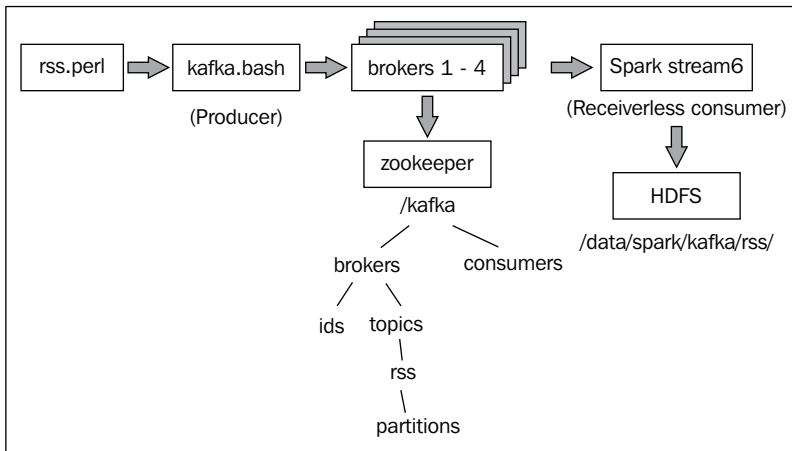 rss.perl
kafka.bash
brokers 1 - 4
Spark stream6
(Producer)
(Receiverless consumer)
zookeeper
HDFS
/kafka
/data/spark/kafka/rss/
brokers
consumers
ids
topics
rss
partitions